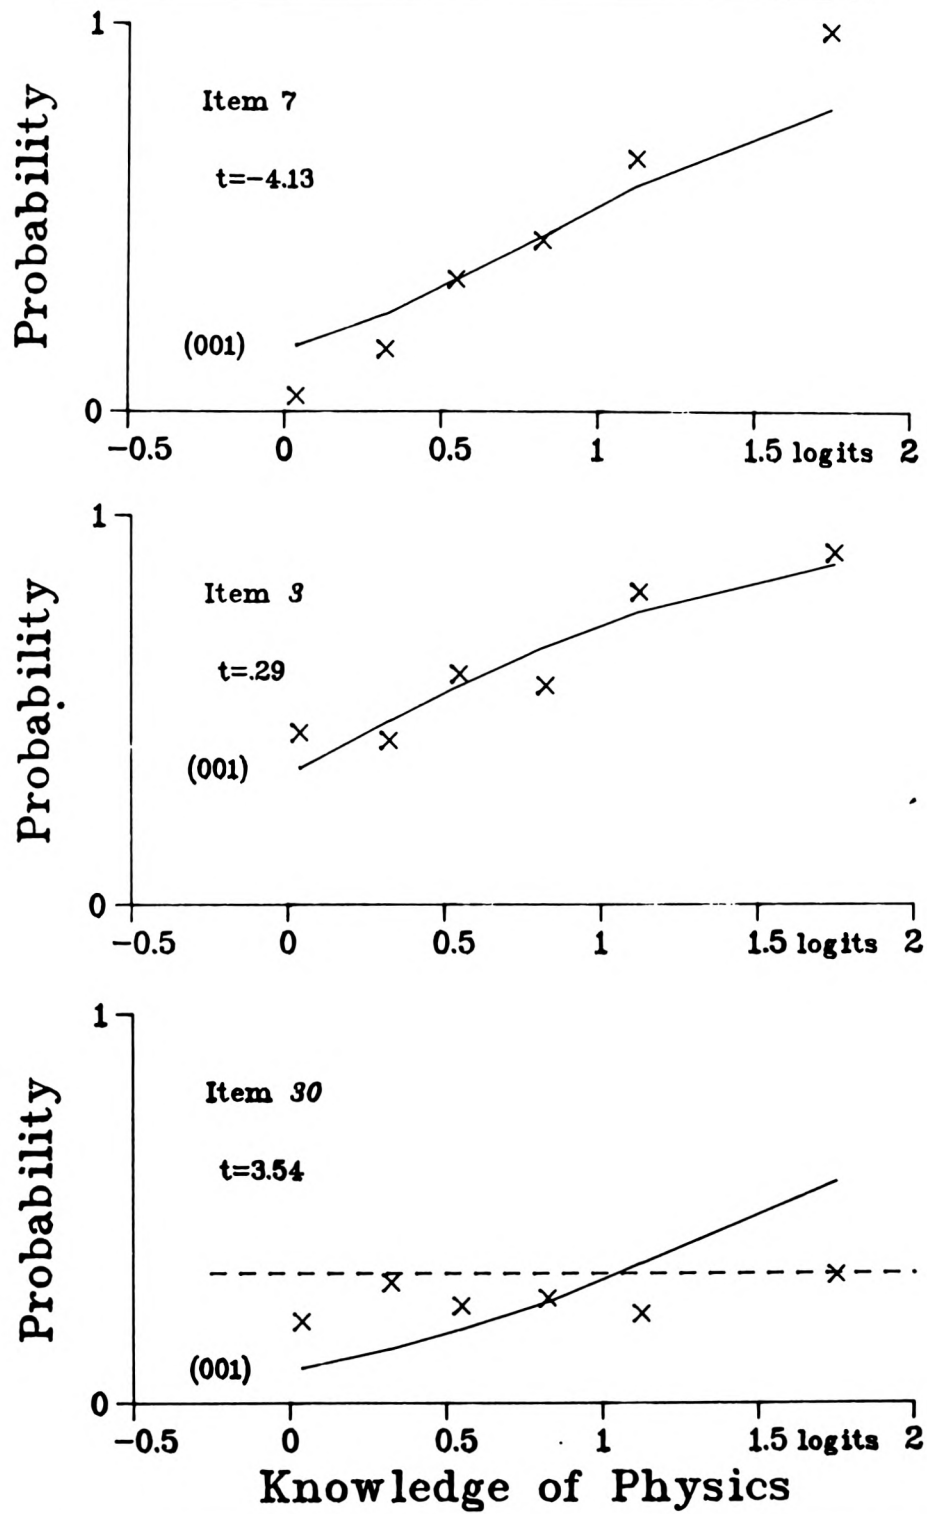 1
Probability
Item 7
t=-4.13
(001)
0
-0.5 0 0.5 1 1.5 logits 2
1
Probability
Item 3
t=.29
(001)
0
-0.5 0 0.5 1 1.5 logits 2
1
Probability
Item 30
t=3.54
(001)
0
-0.5 0 0.5 1 1.5 logits 2
Knowledge of Physics